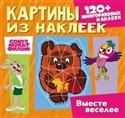 КАРТИНЫ
ИЗ НАКЛЕЕК
120+
МНОГОРАЗОВЫХ
НАКЛЕЕК
СОЮЗ
МУЛЬТ
ФИЛЬМ
Вместе
веселее